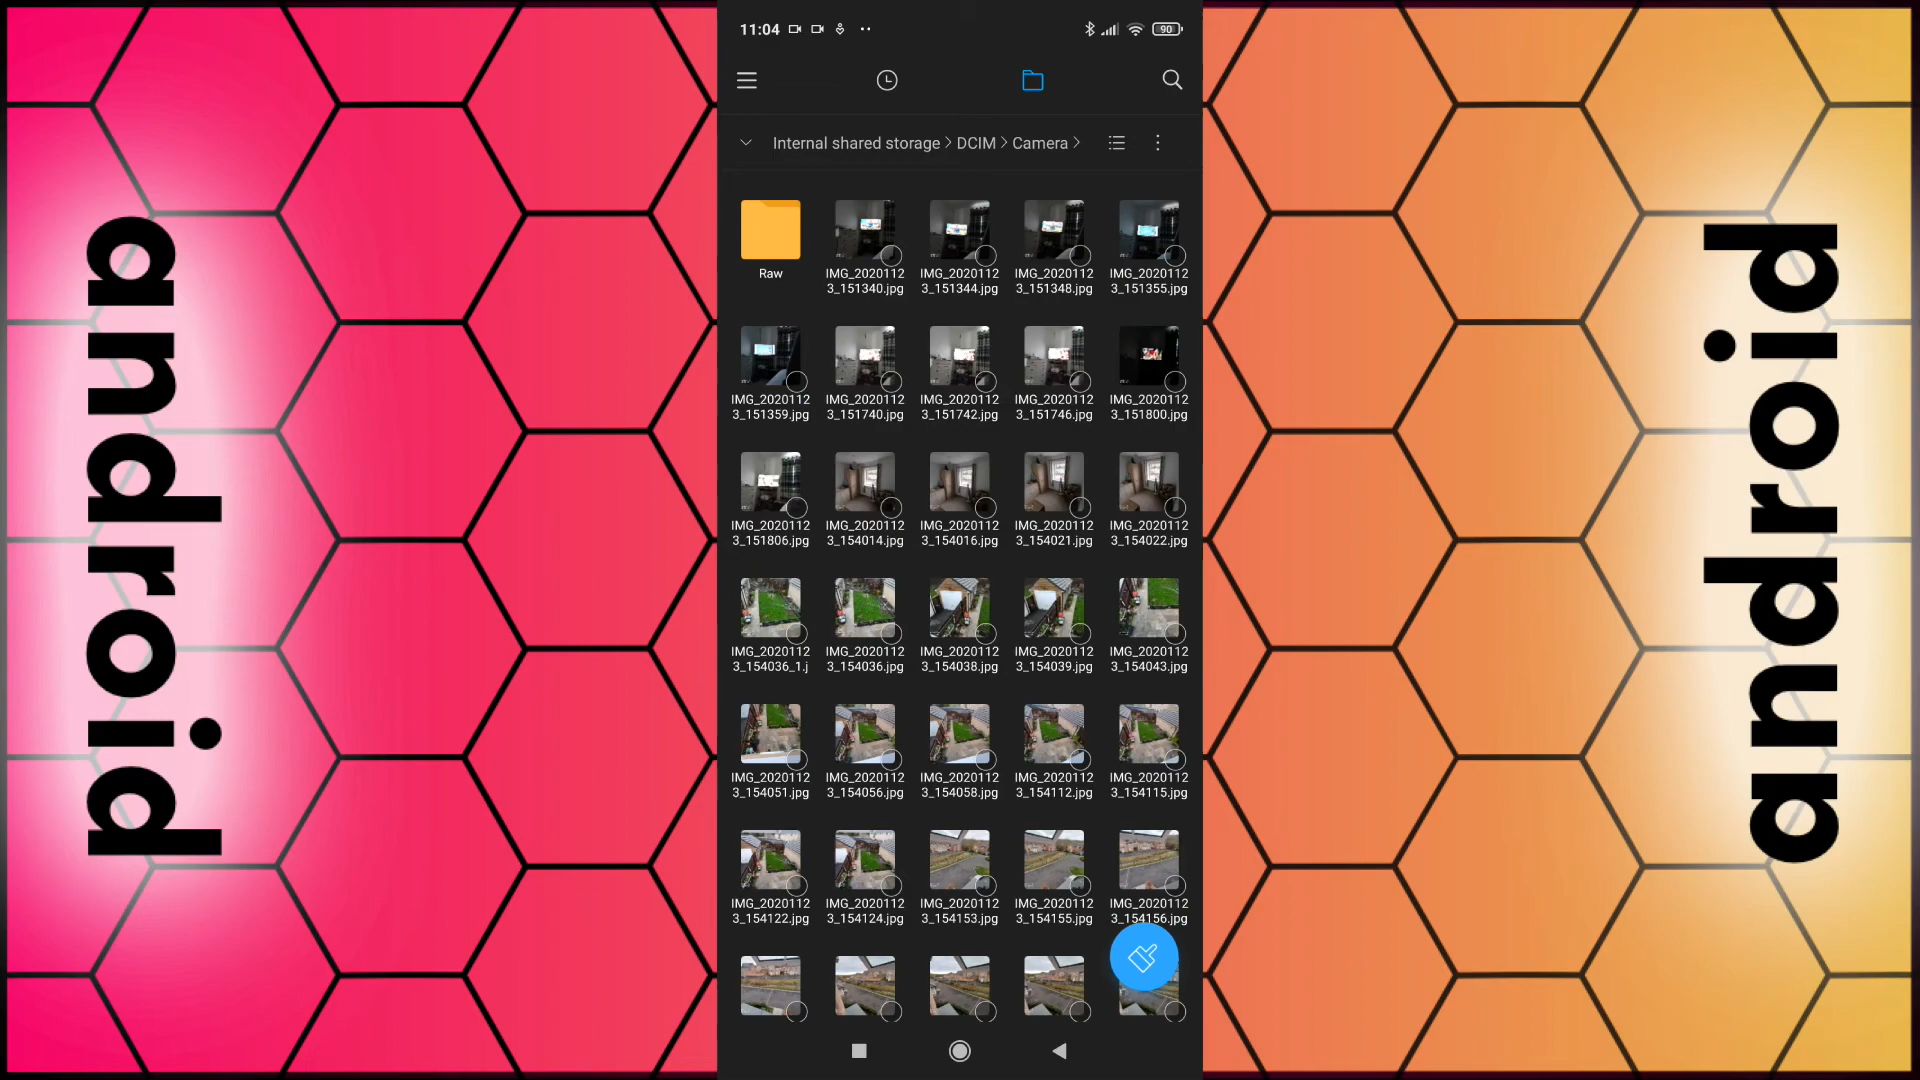 android
11:04
90
Internal shared storage > DCIM > Camera >
Raw
IMG_2020112
3_151340.jpg
IMG_2020112
3_151344.jpg
IMG_2020112
3_151348.jpg
IMG_2020112
3_151355.jpg
IMG_2020112
3_151359.jpg
IMG_2020112
3_151740.jpg
IMG_2020112
3_151742.jpg
IMG_2020112
3_151746.jpg
IMG_2020112
3_151800.jpg
IMG_2020112
3_151806.jpg
IMG_2020112
3_154014.jpg
IMG_2020112
3_154016.jpg
IMG_2020112
3_154021.jpg
IMG_2020112
3_154022.jpg
IMG_2020112
3_154036_1.j
IMG_2020112
3_154036.jpg
IMG_2020112
3_154038.jpg
IMG_2020112
3_154039.jpg
IMG_2020112
3_154043.jpg
IMG_2020112
3_154051.jpg
IMG_2020112
3_154056.jpg
IMG_2020112
3_154058.jpg
IMG_2020112
3_154112.jpg
IMG_2020112
3_154115.jpg
IMG_2020112
3_154122.jpg
IMG_2020112
3_154124.jpg
IMG_2020112
3_154153.jpg
IMG_2020112
3_154155.jpg
IMG_2020112
3_154156.jpg
android